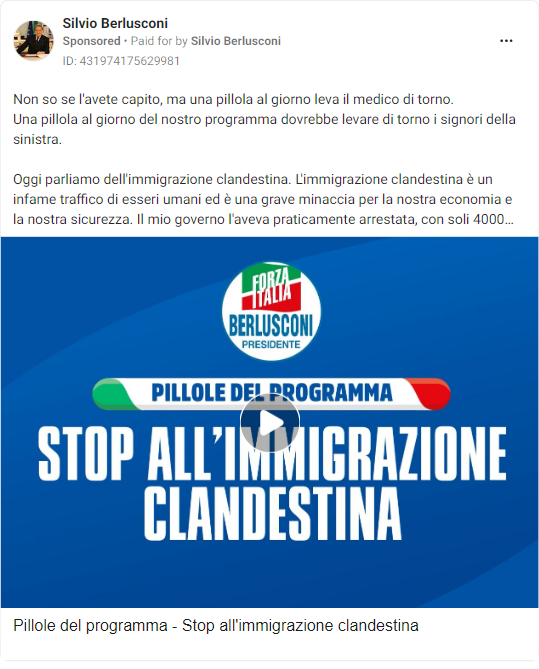 Silvio Berlusconi
Sponsored • Paid for by Silvio Berlusconi
ID: 431974175629981
Non so se l'avete capito, ma una pillola al giorno leva il medico di torno.
Una pillola al giorno del nostro programma dovrebbe levare di torno i signori della
sinistra.
Oggi parliamo dell'immigrazione clandestina. L'immigrazione clandestina è un
infame traffico di esseri umani ed è una grave minaccia per la nostra economia e
la nostra sicurezza. Il mio governo l'aveva praticamente arrestata, con soli 4000...
FORZA
ITALIA
BERLUSCONI
PRESIDENTE
PILLOLE DEL PROGRAMMA
STOP ALL'IMMIGRAZIONE
CLANDESTINA
Pillole del programma - Stop all'immigrazione clandestina